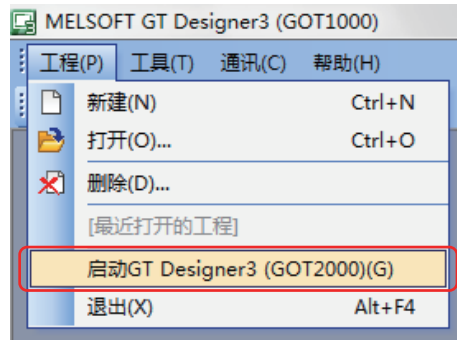 MELSOFT GT Designer3 (GOT1000)
工程(P) 工具(T) 通讯(C) 帮助(H)
新建(N) Ctrl+N
打开(O)... Ctrl+O
删除(D)...
[最近打开的工程]
启动GT Designer3 (GOT2000)(G)
退出(X) Alt+F4